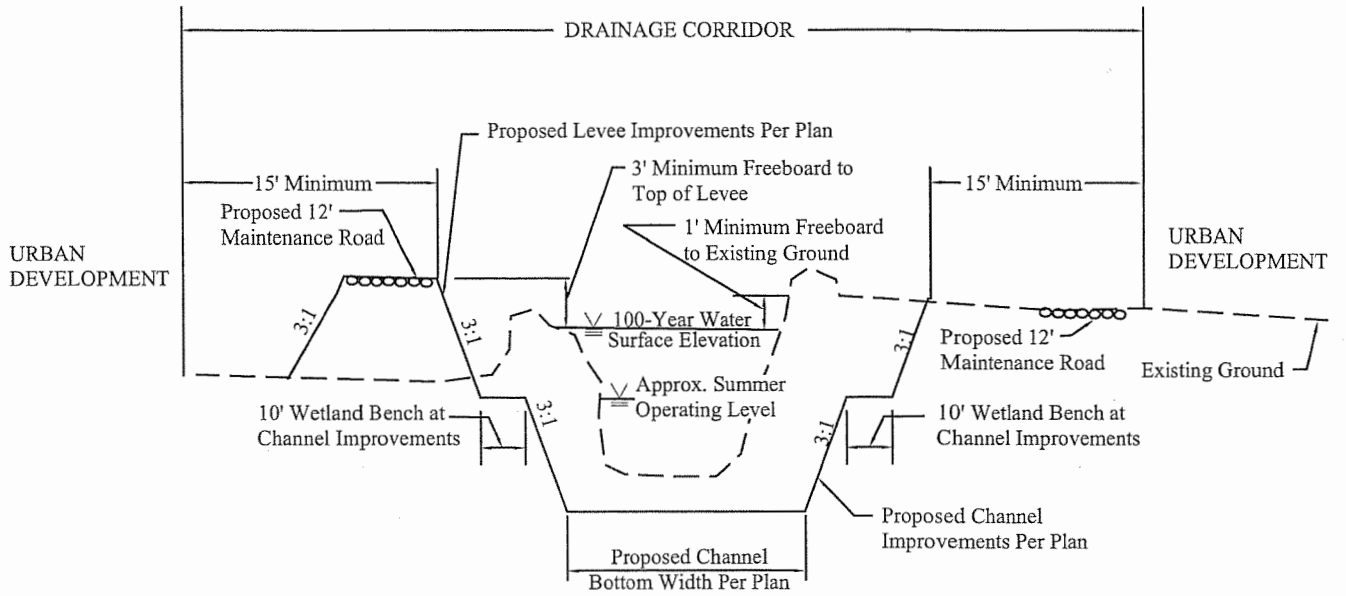 DRAINAGE CORRIDOR
Proposed Levee Improvements Per Plan
3' Minimum Freeboard to
Top of Levee
15' Minimum
15' Minimum
Proposed 12'
Maintenance Road
1' Minimum Freeboard
to Existing Ground
URBAN
DEVELOPMENT
URBAN
DEVELOPMENT
3:1
3:1
100-Year Water
Surface Elevation
3:1
Proposed 12'
Maintenance Road
Existing Ground
Approx. Summer
Operating Level
10' Wetland Bench at
Channel Improvements
3:1
3:1
10' Wetland Bench at
Channel Improvements
Proposed Channel
Improvements Per Plan
Proposed Channel
Bottom Width Per Plan